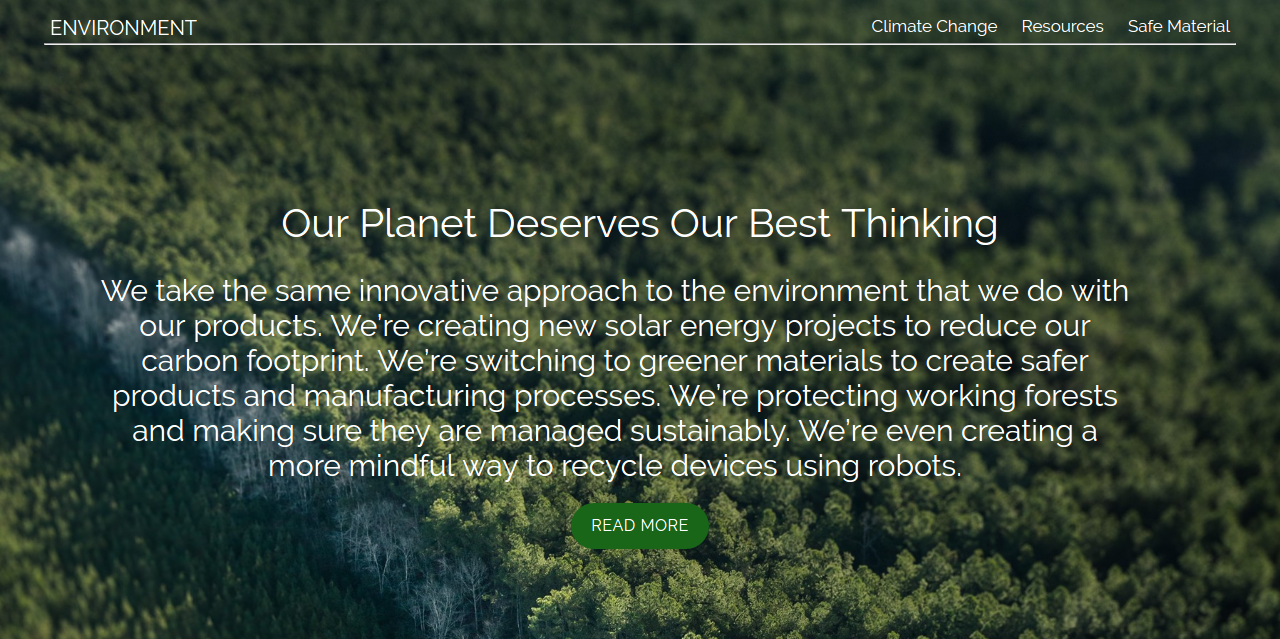 ENVIRONMENT
Climate Change Resources Safe Material
Our Planet Deserves Our Best Thinking
We take the same innovative approach to the environment that we do with
our products. We’re creating new solar energy projects to reduce our
carbon footprint. We’re switching to greener materials to create safer
products and manufacturing processes. We’re protecting working forests
and making sure they are managed sustainably. We’re even creating a
more mindful way to recycle devices using robots.
READ MORE